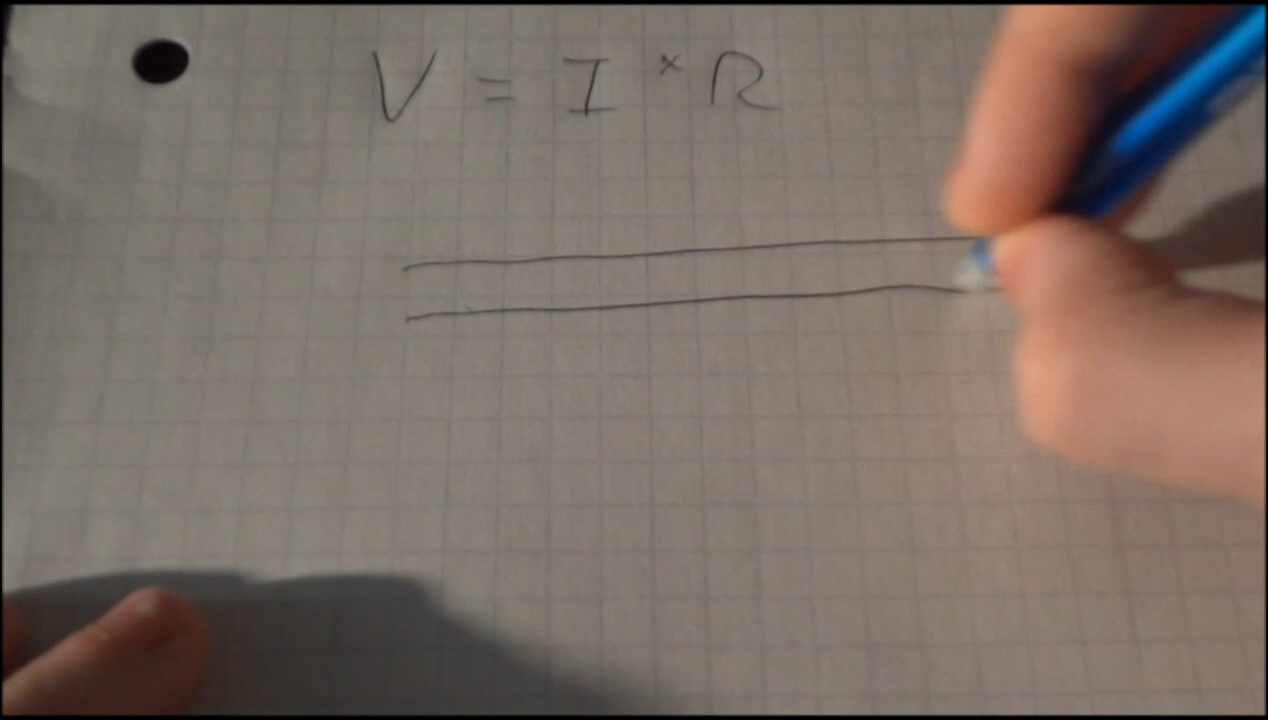 V = I × R